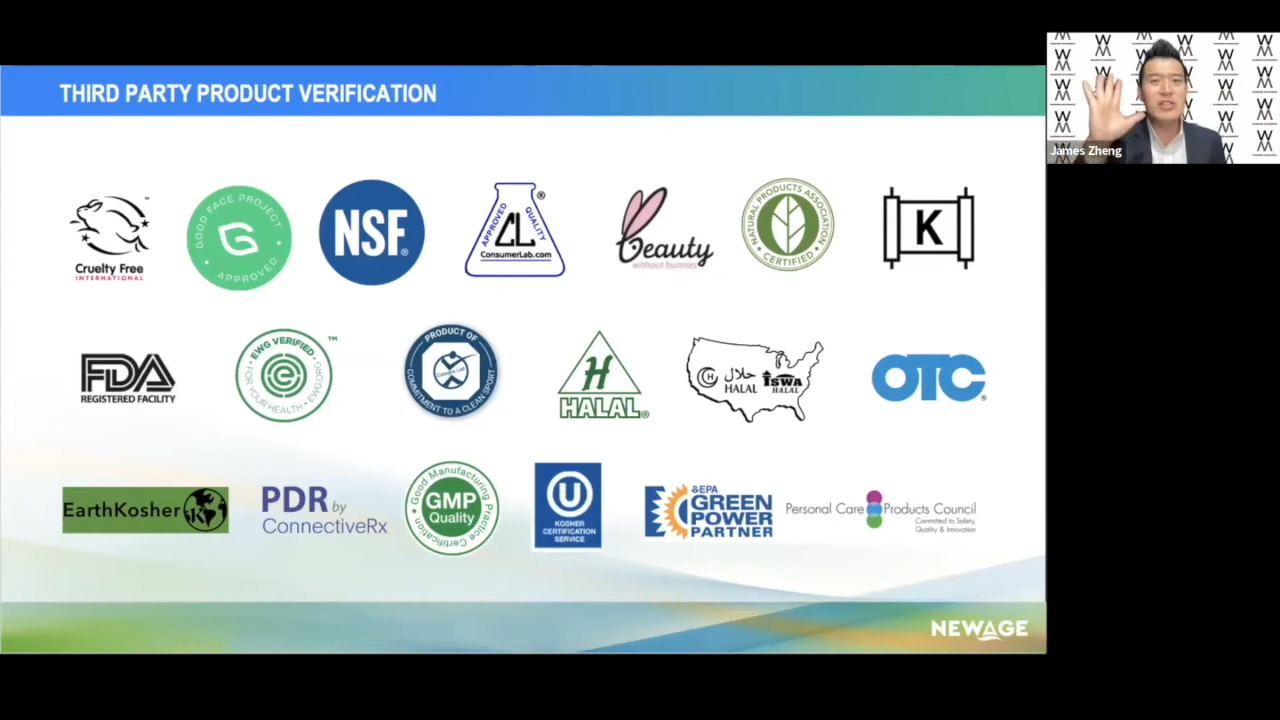 THIRD PARTY PRODUCT VERIFICATION
James Zheng
Cruelty Free
INTERNATIONAL
GOOD FACE PROJECT
APPROVED
NSF®
APPROVED QUALITY
CL
ConsumerLab.com
®
beauty
without bunnies
NATURAL PRODUCTS ASSOCIATION
CERTIFIED
K
FDA
REGISTERED FACILITY
EWG VERIFIED
FOR YOUR HEALTH • EWG.ORG
™
PRODUCT OF
COMMITMENT TO A CLEAN SPORT
H
HALAL®
H حلال
HALAL
ISWA
HALAL
OTC®
EarthKosher
K
PDR by
ConnectiveRx
Good Manufacturing Practice Certification
GMP
Quality
U
KOSHER
CERTIFICATION
SERVICE
EPA
GREEN
POWER
PARTNER
Personal Care Products Council
Committed to Safety,
Quality & Innovation
NEWAGE